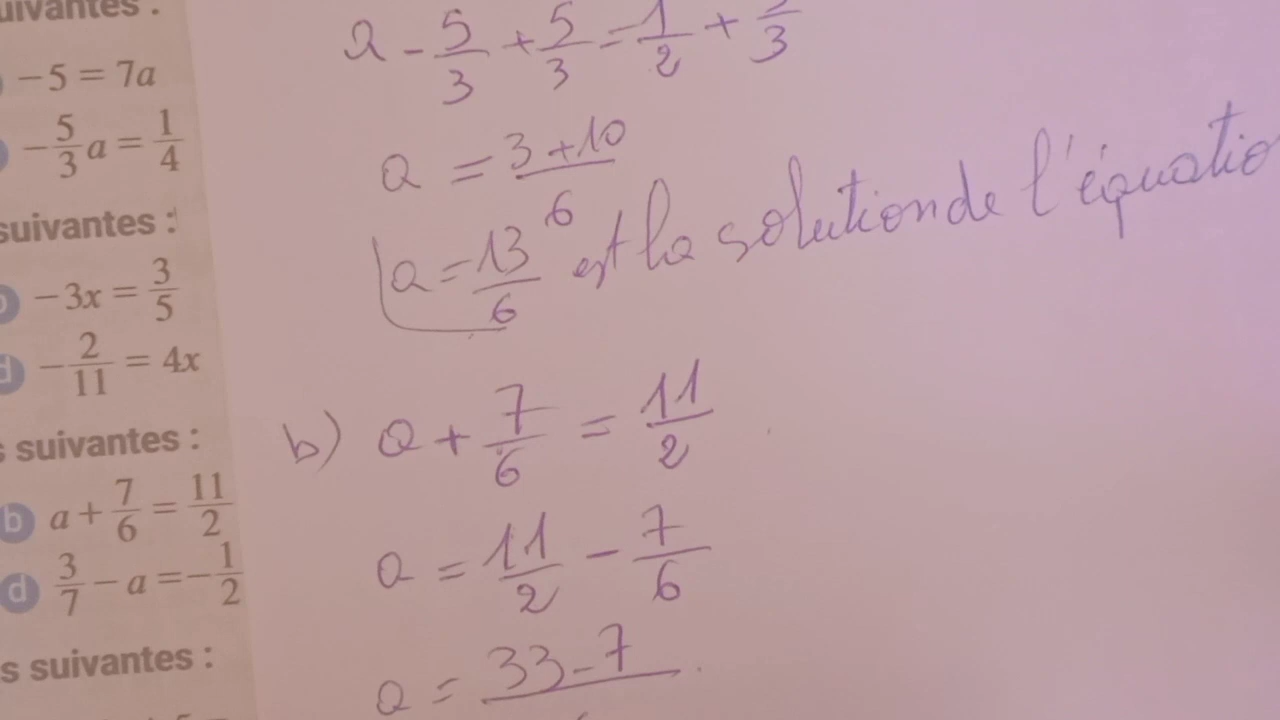 suivantes :
−5 = 7a
−5/3 a = 1/4
suivantes :
b −3x = 3/5
d −2/11 = 4x
s suivantes :
b a + 7/6 = 11/2
d 3/7 − a = −1/2
s suivantes :
a - 5/3 + 5/3 = 1/2 + 5/3
a = 3+10/6
a = 13/6 est la solution de l'équatio
b) a + 7/6 = 11/2
a = 11/2 - 7/6
a = 33-7